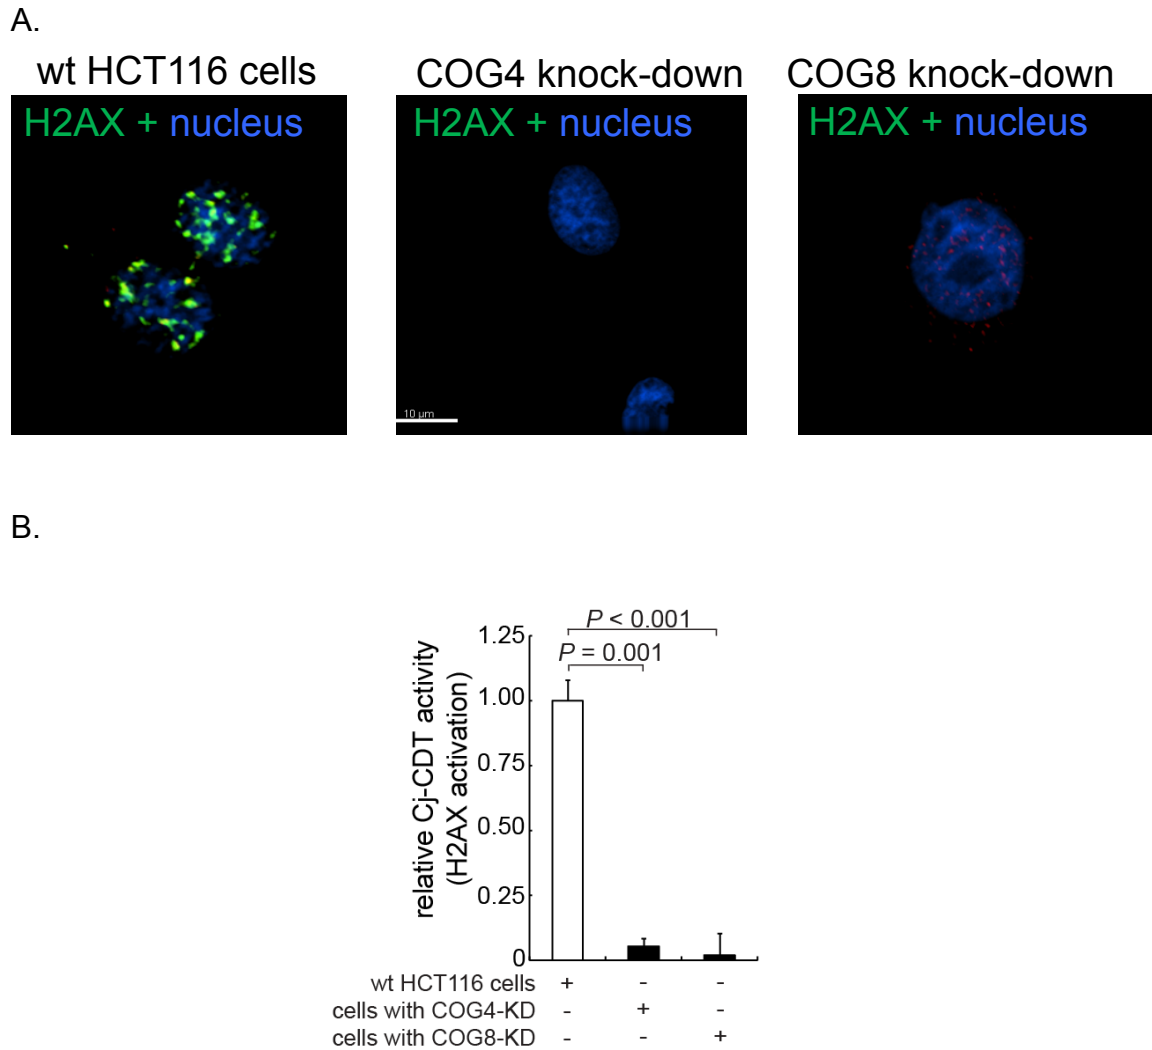 A.
wt HCT116 cells
COG4 knock-down
COG8 knock-down
H2AX + nucleus
H2AX + nucleus
H2AX + nucleus
10 µm
B.
P < 0.001
P = 0.001
relative Cj-CDT activity
(H2AX activation)
1.25
1.00
0.75
0.50
0.25
0
wt HCT116 cells + - -
cells with COG4-KD - + -
cells with COG8-KD - - +